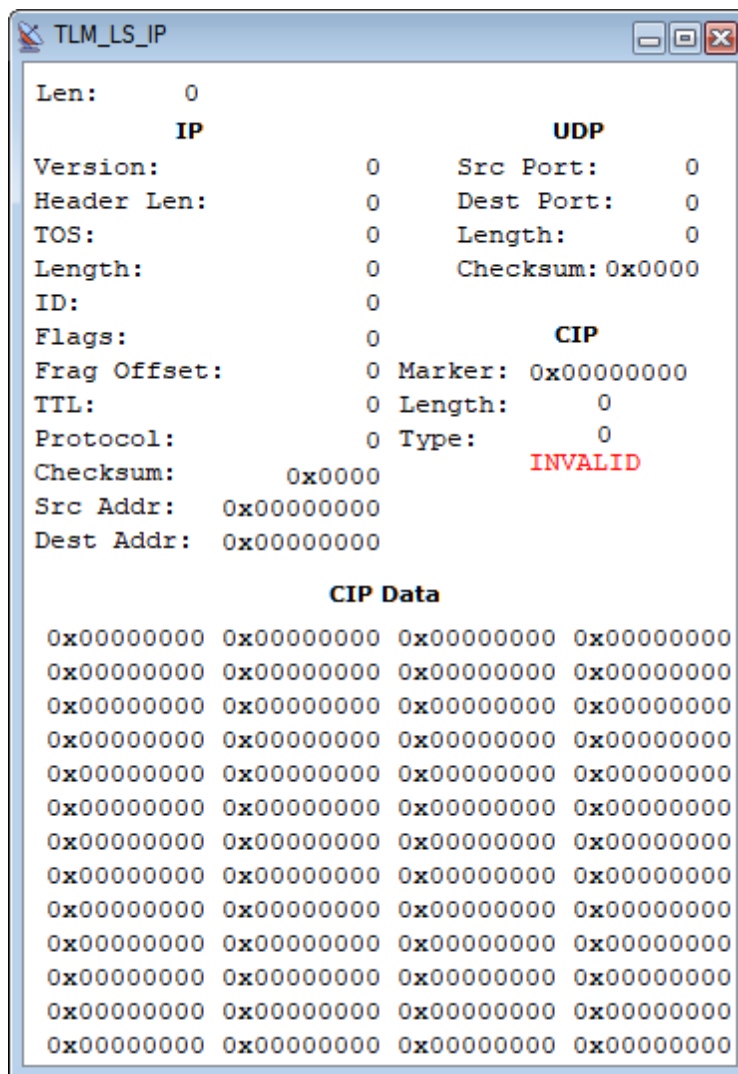 TLM_LS_IP
Len: 0
IP UDP
Version: 0 Src Port: 0
Header Len: 0 Dest Port: 0
TOS: 0 Length: 0
Length: 0 Checksum: 0x0000
ID: 0
Flags: 0 CIP
Frag Offset: 0 Marker: 0x00000000
TTL: 0 Length: 0
Protocol: 0 Type: 0
Checksum: 0x0000 INVALID
Src Addr: 0x00000000
Dest Addr: 0x00000000
CIP Data
0x00000000 0x00000000 0x00000000 0x00000000
0x00000000 0x00000000 0x00000000 0x00000000
0x00000000 0x00000000 0x00000000 0x00000000
0x00000000 0x00000000 0x00000000 0x00000000
0x00000000 0x00000000 0x00000000 0x00000000
0x00000000 0x00000000 0x00000000 0x00000000
0x00000000 0x00000000 0x00000000 0x00000000
0x00000000 0x00000000 0x00000000 0x00000000
0x00000000 0x00000000 0x00000000 0x00000000
0x00000000 0x00000000 0x00000000 0x00000000
0x00000000 0x00000000 0x00000000 0x00000000
0x00000000 0x00000000 0x00000000 0x00000000
0x00000000 0x00000000 0x00000000 0x00000000